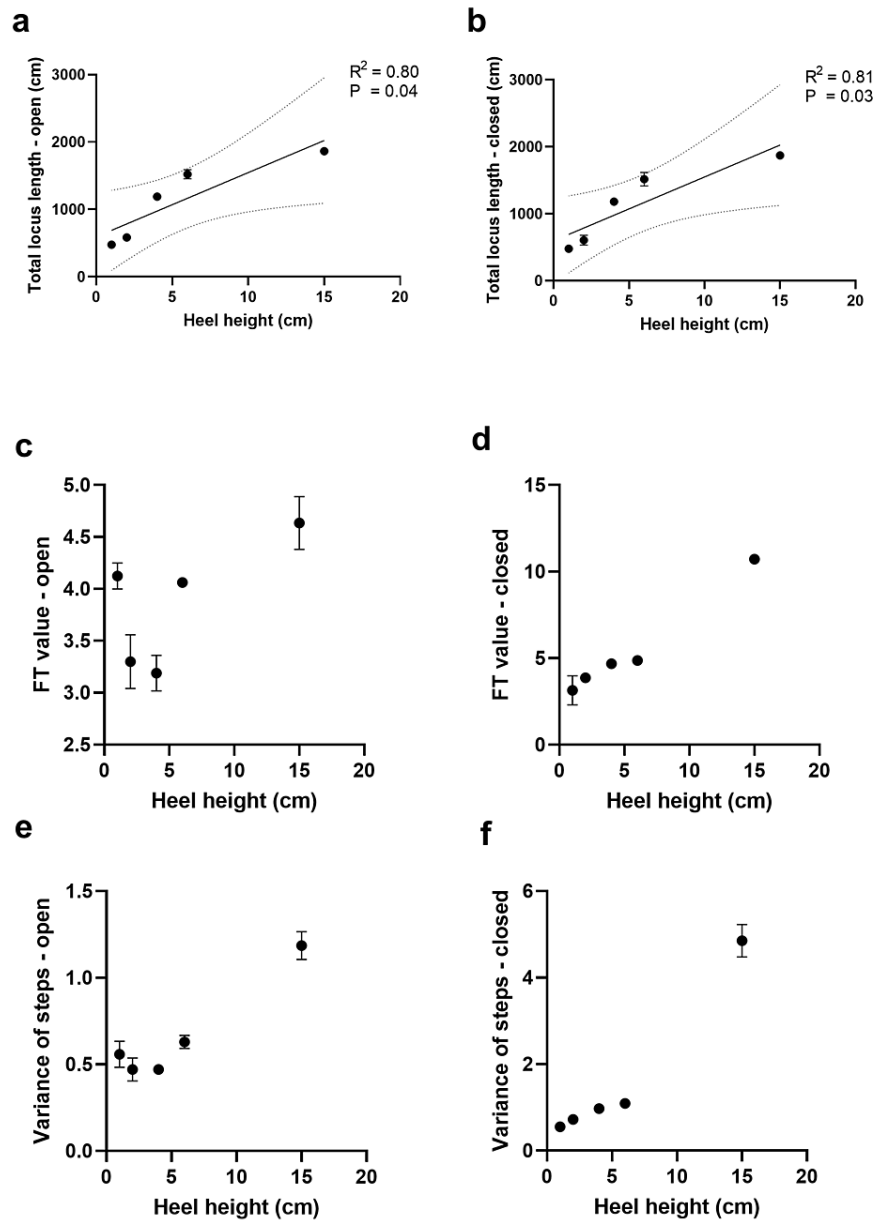 a
R² = 0.80
P = 0.04
Total locus length - open (cm)
3000
2000
1000
0
0 5 10 15 20
Heel height (cm)
b
R² = 0.81
P = 0.03
Total locus length - closed (cm)
3000
2000
1000
0
0 5 10 15 20
Heel height (cm)
c
FT value - open
5.0
4.5
4.0
3.5
3.0
2.5
0 5 10 15 20
Heel height (cm)
d
FT value - closed
15
10
5
0
0 5 10 15 20
Heel height (cm)
e
Variance of steps - open
1.5
1.0
0.5
0.0
0 5 10 15 20
Heel height (cm)
f
Variance of steps - closed
6
4
2
0
0 5 10 15 20
Heel height (cm)